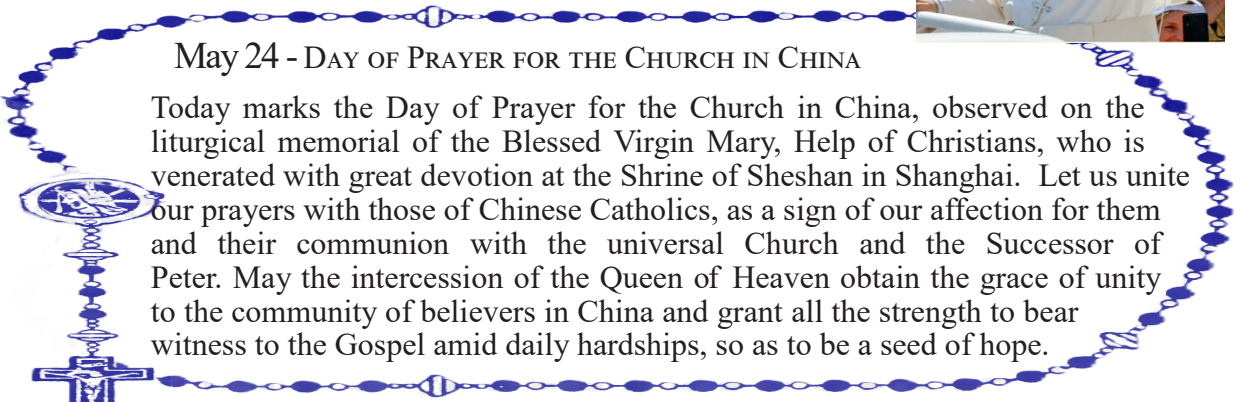 May 24 - Day of Prayer for the Church in China
Today marks the Day of Prayer for the Church in China, observed on the
liturgical memorial of the Blessed Virgin Mary, Help of Christians, who is
venerated with great devotion at the Shrine of Sheshan in Shanghai. Let us unite
our prayers with those of Chinese Catholics, as a sign of our affection for them
and their communion with the universal Church and the Successor of
Peter. May the intercession of the Queen of Heaven obtain the grace of unity
to the community of believers in China and grant all the strength to bear
witness to the Gospel amid daily hardships, so as to be a seed of hope.